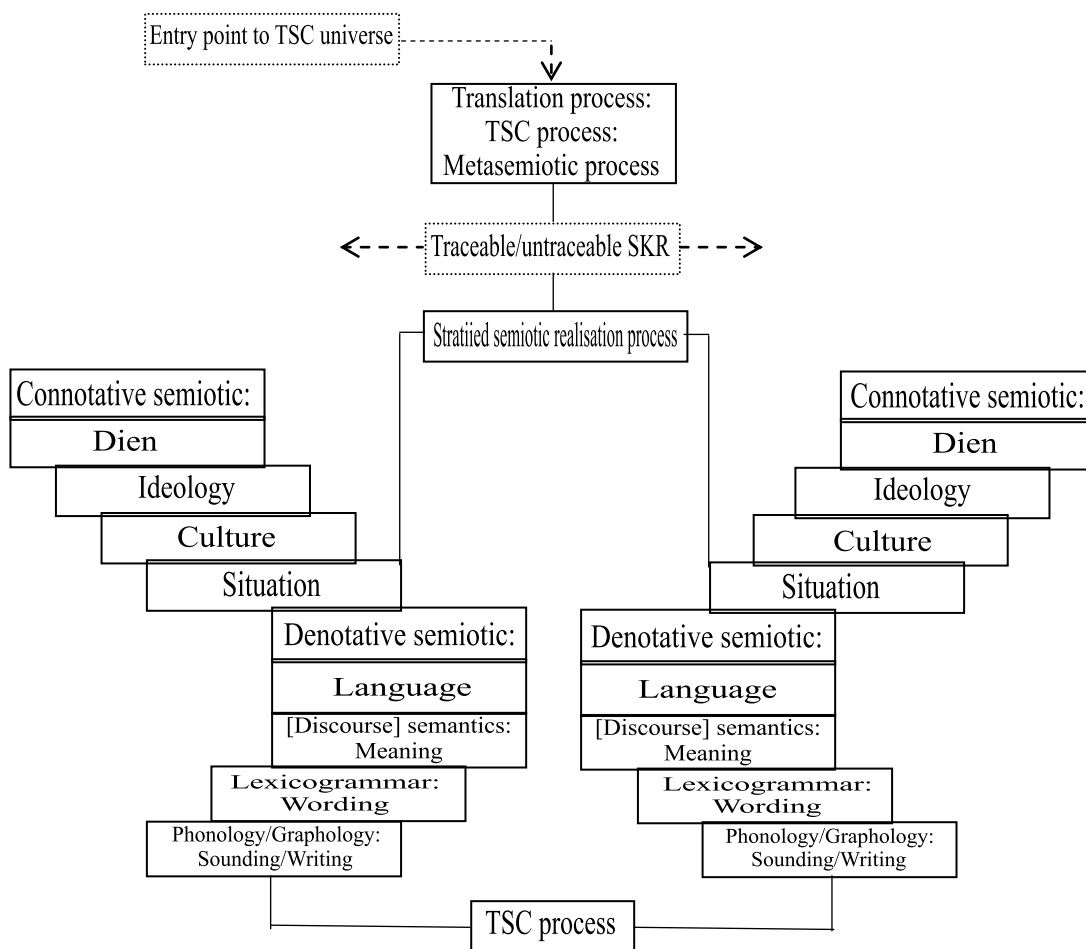 Entry point to TSC universe
Translation process:
TSC process:
Metasemiotic process
Traceable/untraceable SKR
Stratiied semiotic realisation process
Connotative semiotic:
Dien
Ideology
Culture
Situation
Denotative semiotic:
Language
[Discourse] semantics:
Meaning
Lexicogrammar:
Wording
Phonology/Graphology:
Sounding/Writing
Connotative semiotic:
Dien
Ideology
Culture
Situation
Denotative semiotic:
Language
[Discourse] semantics:
Meaning
Lexicogrammar:
Wording
Phonology/Graphology:
Sounding/Writing
TSC process